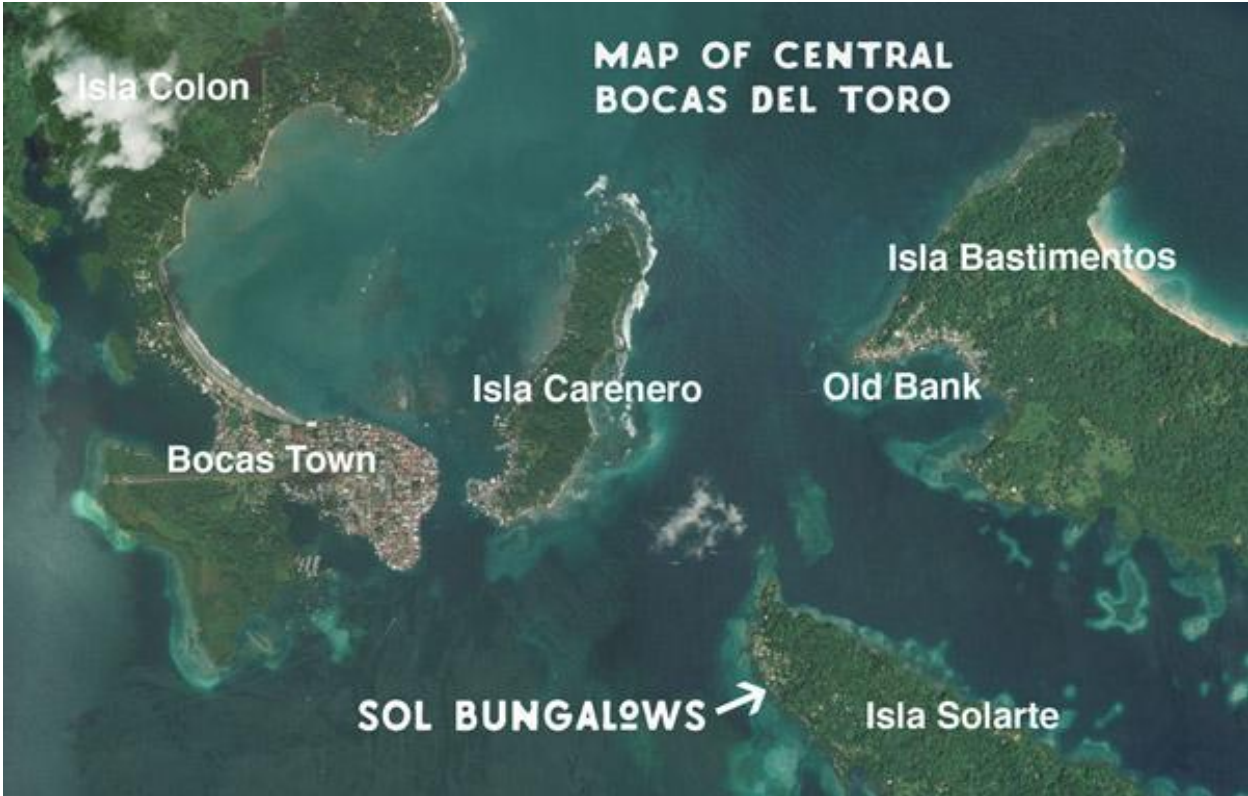 MAP OF CENTRAL
BOCAS DEL TORO
Isla Colon
Isla Bastimentos
Isla Carenero
Old Bank
Bocas Town
SOL BUNGALOWS
Isla Solarte